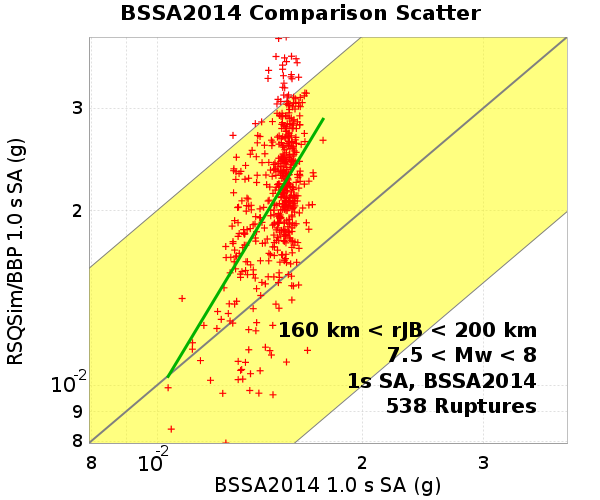 BSSA2014 Comparison Scatter
RSQSim/BBP 1.0 s SA (g)
3
2
10-2
9
8
160 km < rJB < 200 km
7.5 < Mw < 8
1s SA, BSSA2014
538 Ruptures
8 10-2 2 3
BSSA2014 1.0 s SA (g)